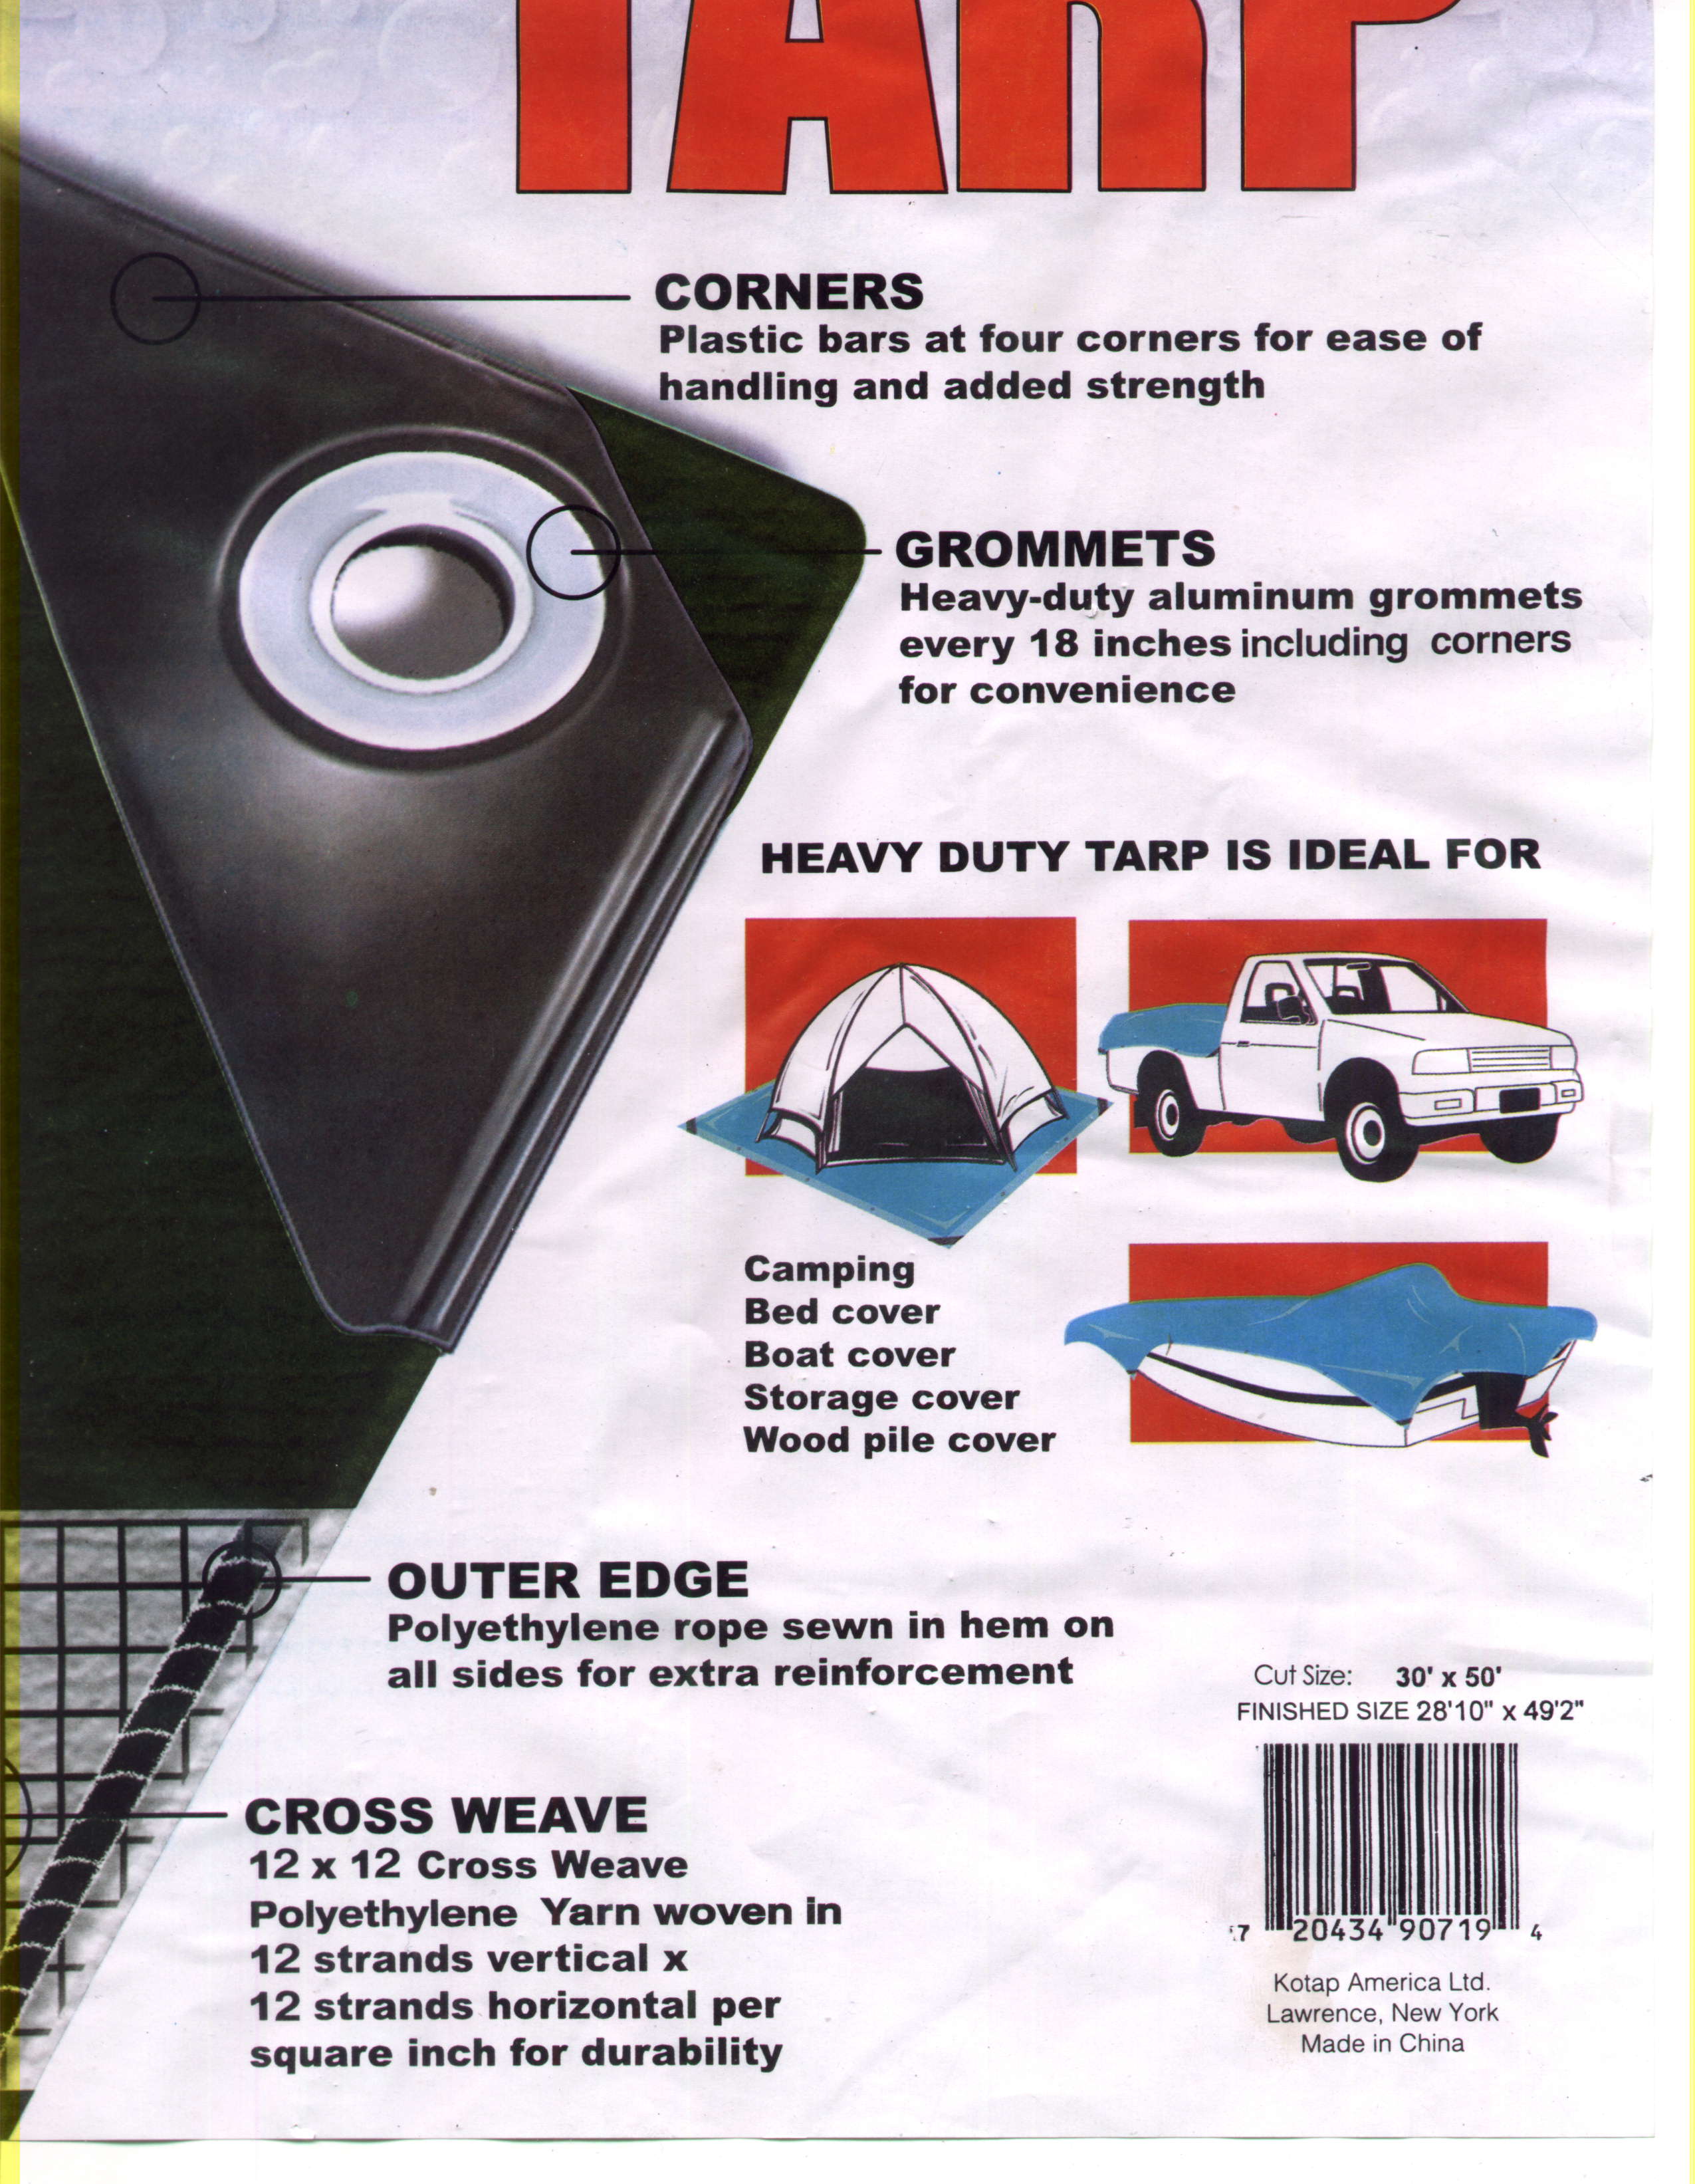 TARP
CORNERS
Plastic bars at four corners for ease of
handling and added strength
GROMMETS
Heavy-duty aluminum grommets
every 18 inches including corners
for convenience
HEAVY DUTY TARP IS IDEAL FOR
Camping
Bed cover
Boat cover
Storage cover
Wood pile cover
OUTER EDGE
Polyethylene rope sewn in hem on
all sides for extra reinforcement
Cut Size: 30' x 50'
FINISHED SIZE 28'10" x 49'2"
CROSS WEAVE
12 x 12 Cross Weave
Polyethylene Yarn woven in
12 strands vertical x
12 strands horizontal per
square inch for durability
7 20434 90719 4
Kotap America Ltd.
Lawrence, New York
Made in China